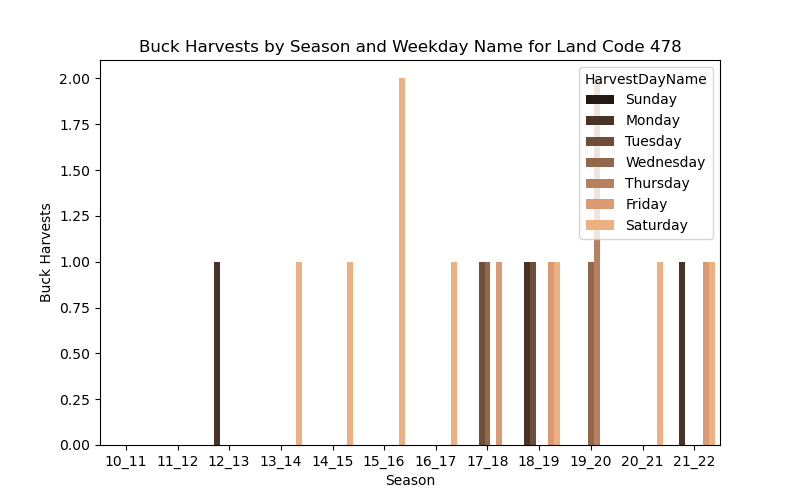 Buck Harvests by Season and Weekday Name for Land Code 478
HarvestDayName
Sunday
Monday
Tuesday
Wednesday
Thursday
Friday
Saturday
2.00
1.75
1.50
1.25
1.00
0.75
0.50
0.25
0.00
Buck Harvests
10_11 11_12 12_13 13_14 14_15 15_16 16_17 17_18 18_19 19_20 20_21 21_22
Season